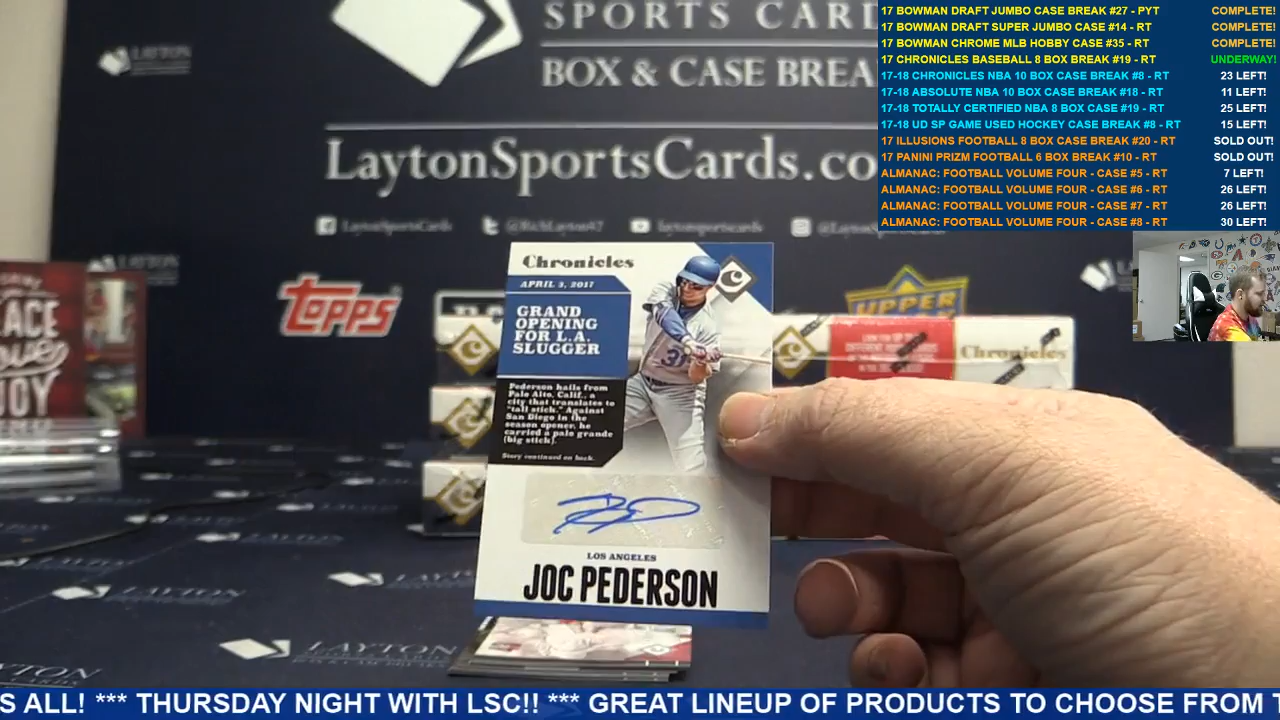 17 BOWMAN DRAFT JUMBO CASE BREAK #27 - PYT COMPLETE!
17 BOWMAN DRAFT SUPER JUMBO CASE #14 - RT COMPLETE!
17 BOWMAN CHROME MLB HOBBY CASE #35 - RT COMPLETE!
17 CHRONICLES BASEBALL 8 BOX BREAK #19 - RT UNDERWAY!
17-18 CHRONICLES NBA 10 BOX CASE BREAK #8 - RT 23 LEFT!
17-18 ABSOLUTE NBA 10 BOX CASE BREAK #18 - RT 11 LEFT!
17-18 TOTALLY CERTIFIED NBA 8 BOX CASE #19 - RT 25 LEFT!
17-18 UD SP GAME USED HOCKEY CASE BREAK #8 - RT 15 LEFT!
17 ILLUSIONS FOOTBALL 8 BOX CASE BREAK #20 - RT SOLD OUT!
17 PANINI PRIZM FOOTBALL 6 BOX BREAK #10 - RT SOLD OUT!
ALMANAC: FOOTBALL VOLUME FOUR - CASE #5 - RT 7 LEFT!
ALMANAC: FOOTBALL VOLUME FOUR - CASE #6 - RT 26 LEFT!
ALMANAC: FOOTBALL VOLUME FOUR - CASE #7 - RT 26 LEFT!
ALMANAC: FOOTBALL VOLUME FOUR - CASE #8 - RT 30 LEFT!
SPORTS CARD
BOX & CASE BREA
LaytonSportsCards.co
LaytonSportsCards
@RichLayton47
LaytonSportsCards
LAYTON
topps
UPPER
Chronicles
APRIL 3, 2017
GRAND
OPENING
FOR L.A.
SLUGGER
Pederson hails from
Palo Alto, Calif., a
city that translates to
"tall stick." Against
San Diego in the
season opener, he
carried a palo grande
(big stick).
Story continued on back.
31
LOS ANGELES
JOC PEDERSON
Chronicles
LAYTON
BOX & CASE BREAKS
S ALL! *** THURSDAY NIGHT WITH LSC!! *** GREAT LINEUP OF PRODUCTS TO CHOOSE FROM T